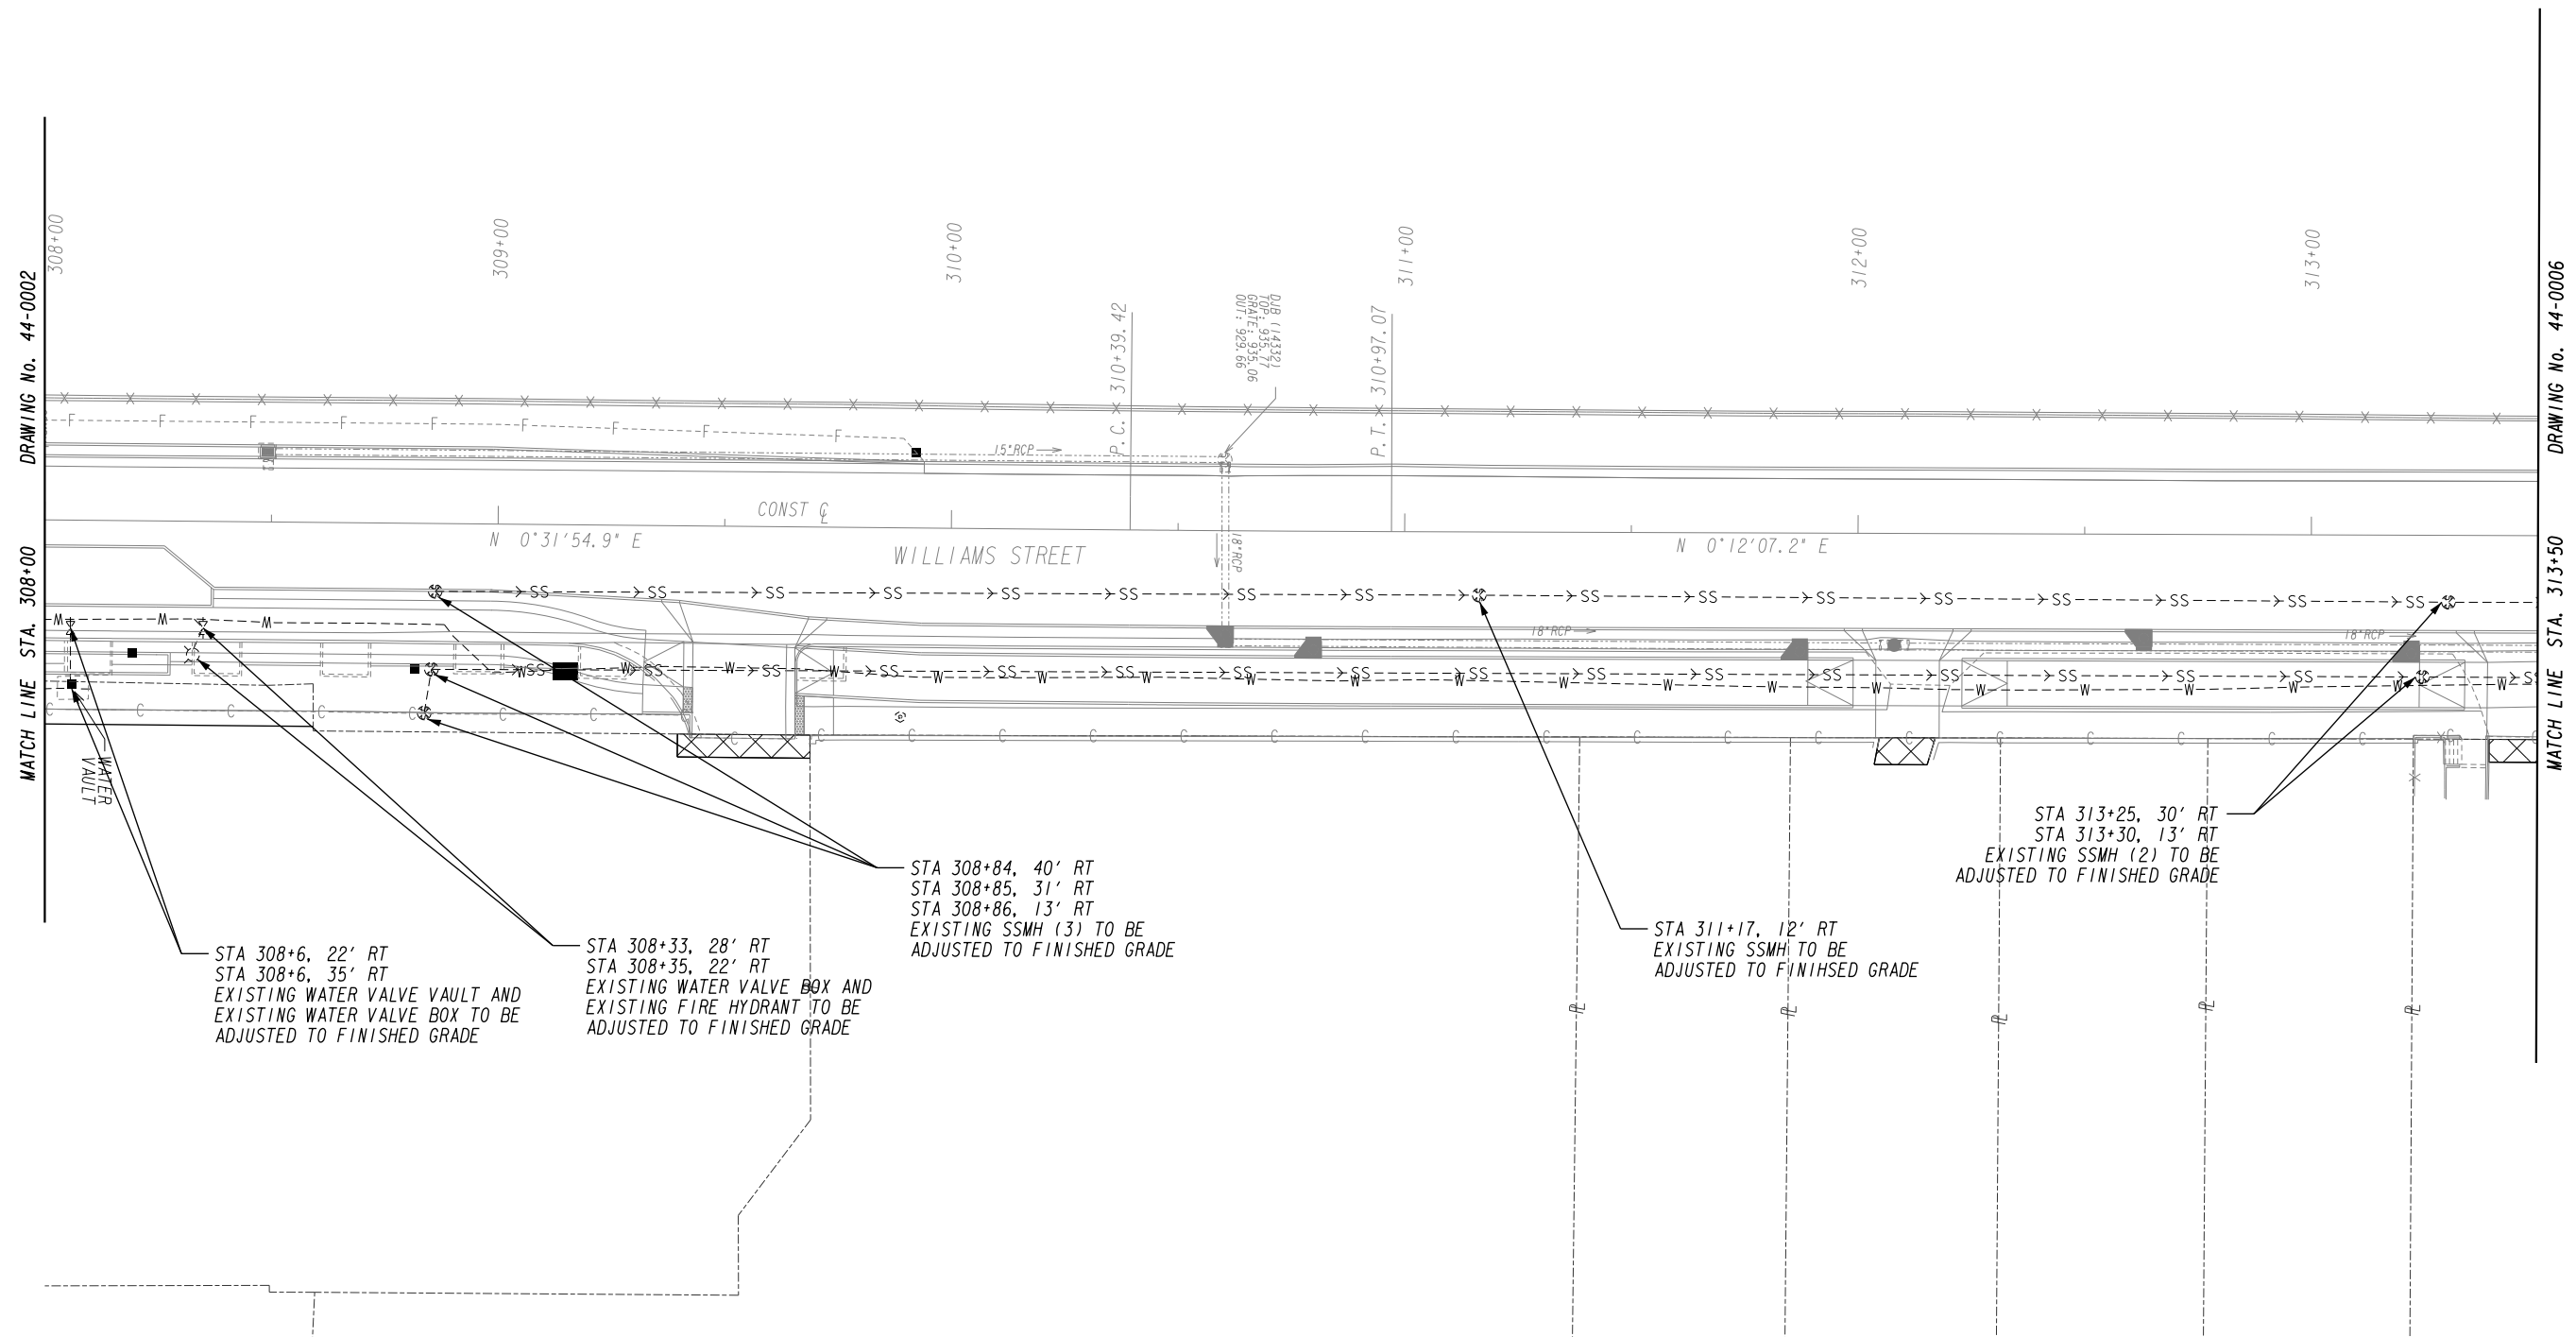 MATCH LINE STA. 308+00 DRAWING No. 44-0002
308+00
309+00
310+00
311+00
312+00
313+00
P.C. 310+39.42
DJB (14332)
TOP: 935.77
GRATE: 935.06
OUT: 929.66
P.T. 310+97.07
MATCH LINE STA. 313+50 DRAWING No. 44-0006
15"RCP
CONST ℄
N 0°31'54.9" E
WILLIAMS STREET
18"RCP
N 0°12'07.2" E
18"RCP
18"RCP
WATER
VAULT
STA 308+6, 22' RT
STA 308+6, 35' RT
EXISTING WATER VALVE VAULT AND
EXISTING WATER VALVE BOX TO BE
ADJUSTED TO FINISHED GRADE
STA 308+33, 28' RT
STA 308+35, 22' RT
EXISTING WATER VALVE BOX AND
EXISTING FIRE HYDRANT TO BE
ADJUSTED TO FINISHED GRADE
STA 308+84, 40' RT
STA 308+85, 31' RT
STA 308+86, 13' RT
EXISTING SSMH (3) TO BE
ADJUSTED TO FINISHED GRADE
STA 311+17, 12' RT
EXISTING SSMH TO BE
ADJUSTED TO FINIHSED GRADE
STA 313+25, 30' RT
STA 313+30, 13' RT
EXISTING SSMH (2) TO BE
ADJUSTED TO FINISHED GRADE